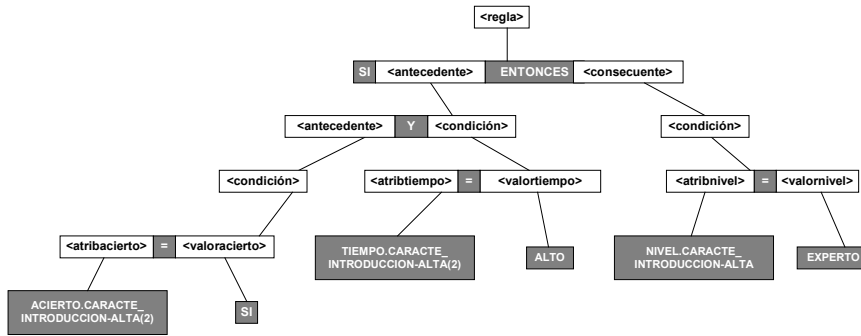 <regla>
SI <antecedente> ENTONCES <consecuente>
<antecedente> Y <condición> <condición>
<condición> <atribtiempo> = <valortiempo> <atribnivel> = <valornivel>
<atribacierto> = <valoracierto>
TIEMPO.CARACTE_
INTRODUCCION-ALTA(2)
ALTO
NIVEL.CARACTE_
INTRODUCCION-ALTA
EXPERTO
ACIERTO.CARACTE_
INTRODUCCION-ALTA(2)
SI